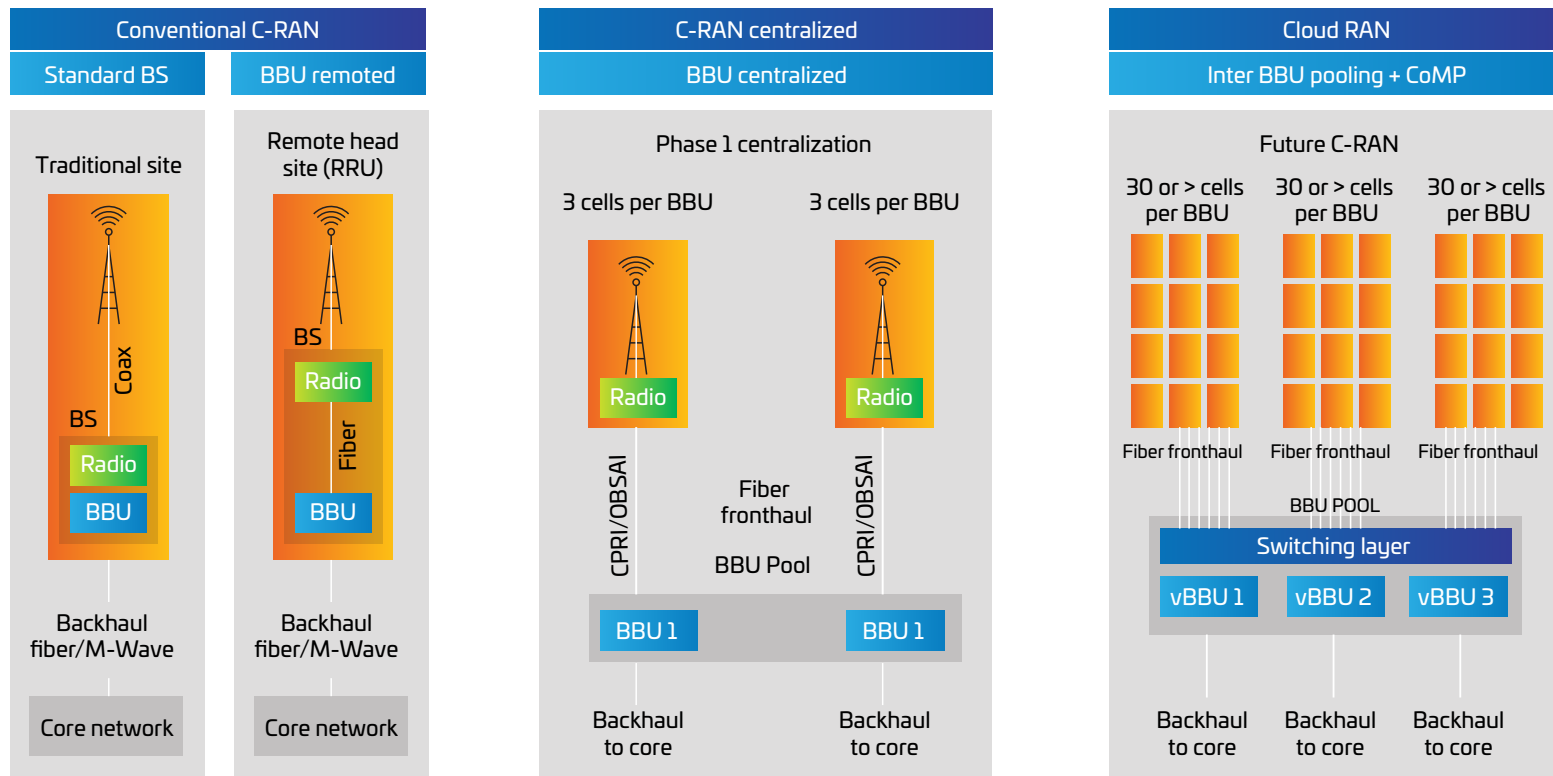 Conventional C-RAN
Standard BS
BBU remoted
Traditional site
Coax
BS
Radio
BBU
Backhaul
fiber/M-Wave
Core network
Remote head
site (RRU)
BS
Radio
Fiber
BBU
Backhaul
fiber/M-Wave
Core network
C-RAN centralized
BBU centralized
Phase 1 centralization
3 cells per BBU
3 cells per BBU
Radio
Radio
CPRI/OBSAI
Fiber
fronthaul
CPRI/OBSAI
BBU Pool
BBU 1
BBU 1
Backhaul
to core
Backhaul
to core
Cloud RAN
Inter BBU pooling + CoMP
Future C-RAN
30 or > cells
per BBU
30 or > cells
per BBU
30 or > cells
per BBU
Fiber fronthaul
Fiber fronthaul
Fiber fronthaul
BBU POOL
Switching layer
vBBU 1
vBBU 2
vBBU 3
Backhaul
to core
Backhaul
to core
Backhaul
to core